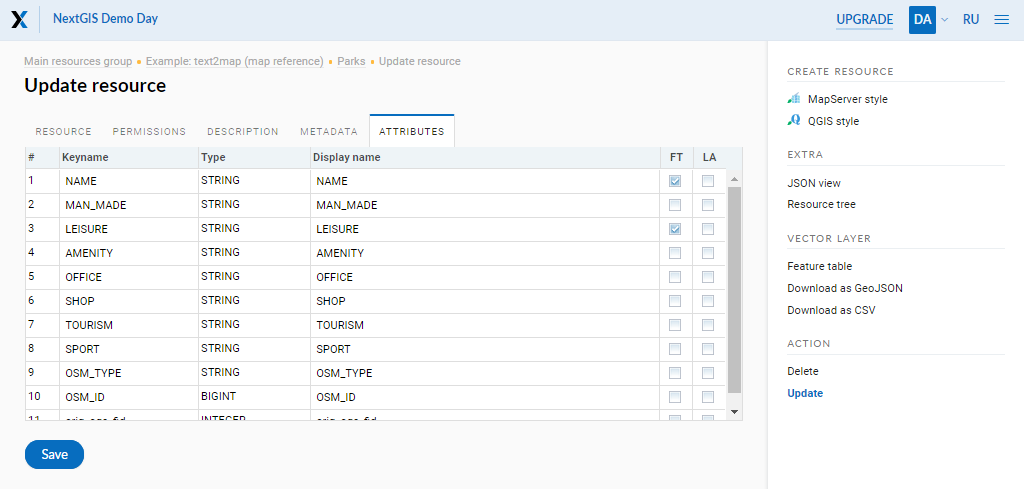 NextGIS Demo Day
UPGRADE DA RU
Main resources group Example: text2map (map reference) Parks Update resource
Update resource
RESOURCE PERMISSIONS DESCRIPTION METADATA ATTRIBUTES
# Keyname Type Display name FT LA
1 NAME STRING NAME
2 MAN_MADE STRING MAN_MADE
3 LEISURE STRING LEISURE
4 AMENITY STRING AMENITY
5 OFFICE STRING OFFICE
6 SHOP STRING SHOP
7 TOURISM STRING TOURISM
8 SPORT STRING SPORT
9 OSM_TYPE STRING OSM_TYPE
10 OSM_ID BIGINT OSM_ID
11 INTEGER
Save
CREATE RESOURCE
MapServer style
QGIS style
EXTRA
JSON view
Resource tree
VECTOR LAYER
Feature table
Download as GeoJSON
Download as CSV
ACTION
Delete
Update